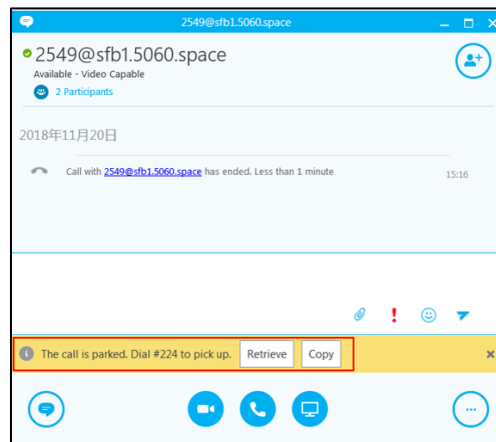 2549@sfb1.5060.space
2549@sfb1.5060.space
Available - Video Capable
2 Participants
2018年11月20日
Call with 2549@sfb1.5060.space has ended. Less than 1 minute
15:16
The call is parked. Dial #224 to pick up. Retrieve Copy